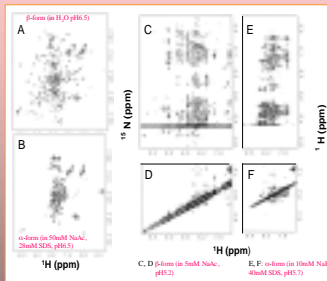 β-form (in H₂O pH6.5)
A
B
α-form (in 50mM NaAc,
28mM SDS, pH6.5)
¹H (ppm)
C
E
¹⁵N (ppm)
¹H (ppm)
D
F
¹H (ppm)
C, D β-form (in 5mM NaAc,
pH5.2)
E, F: α-form (in 10mM
40mM SDS, pH5.7)